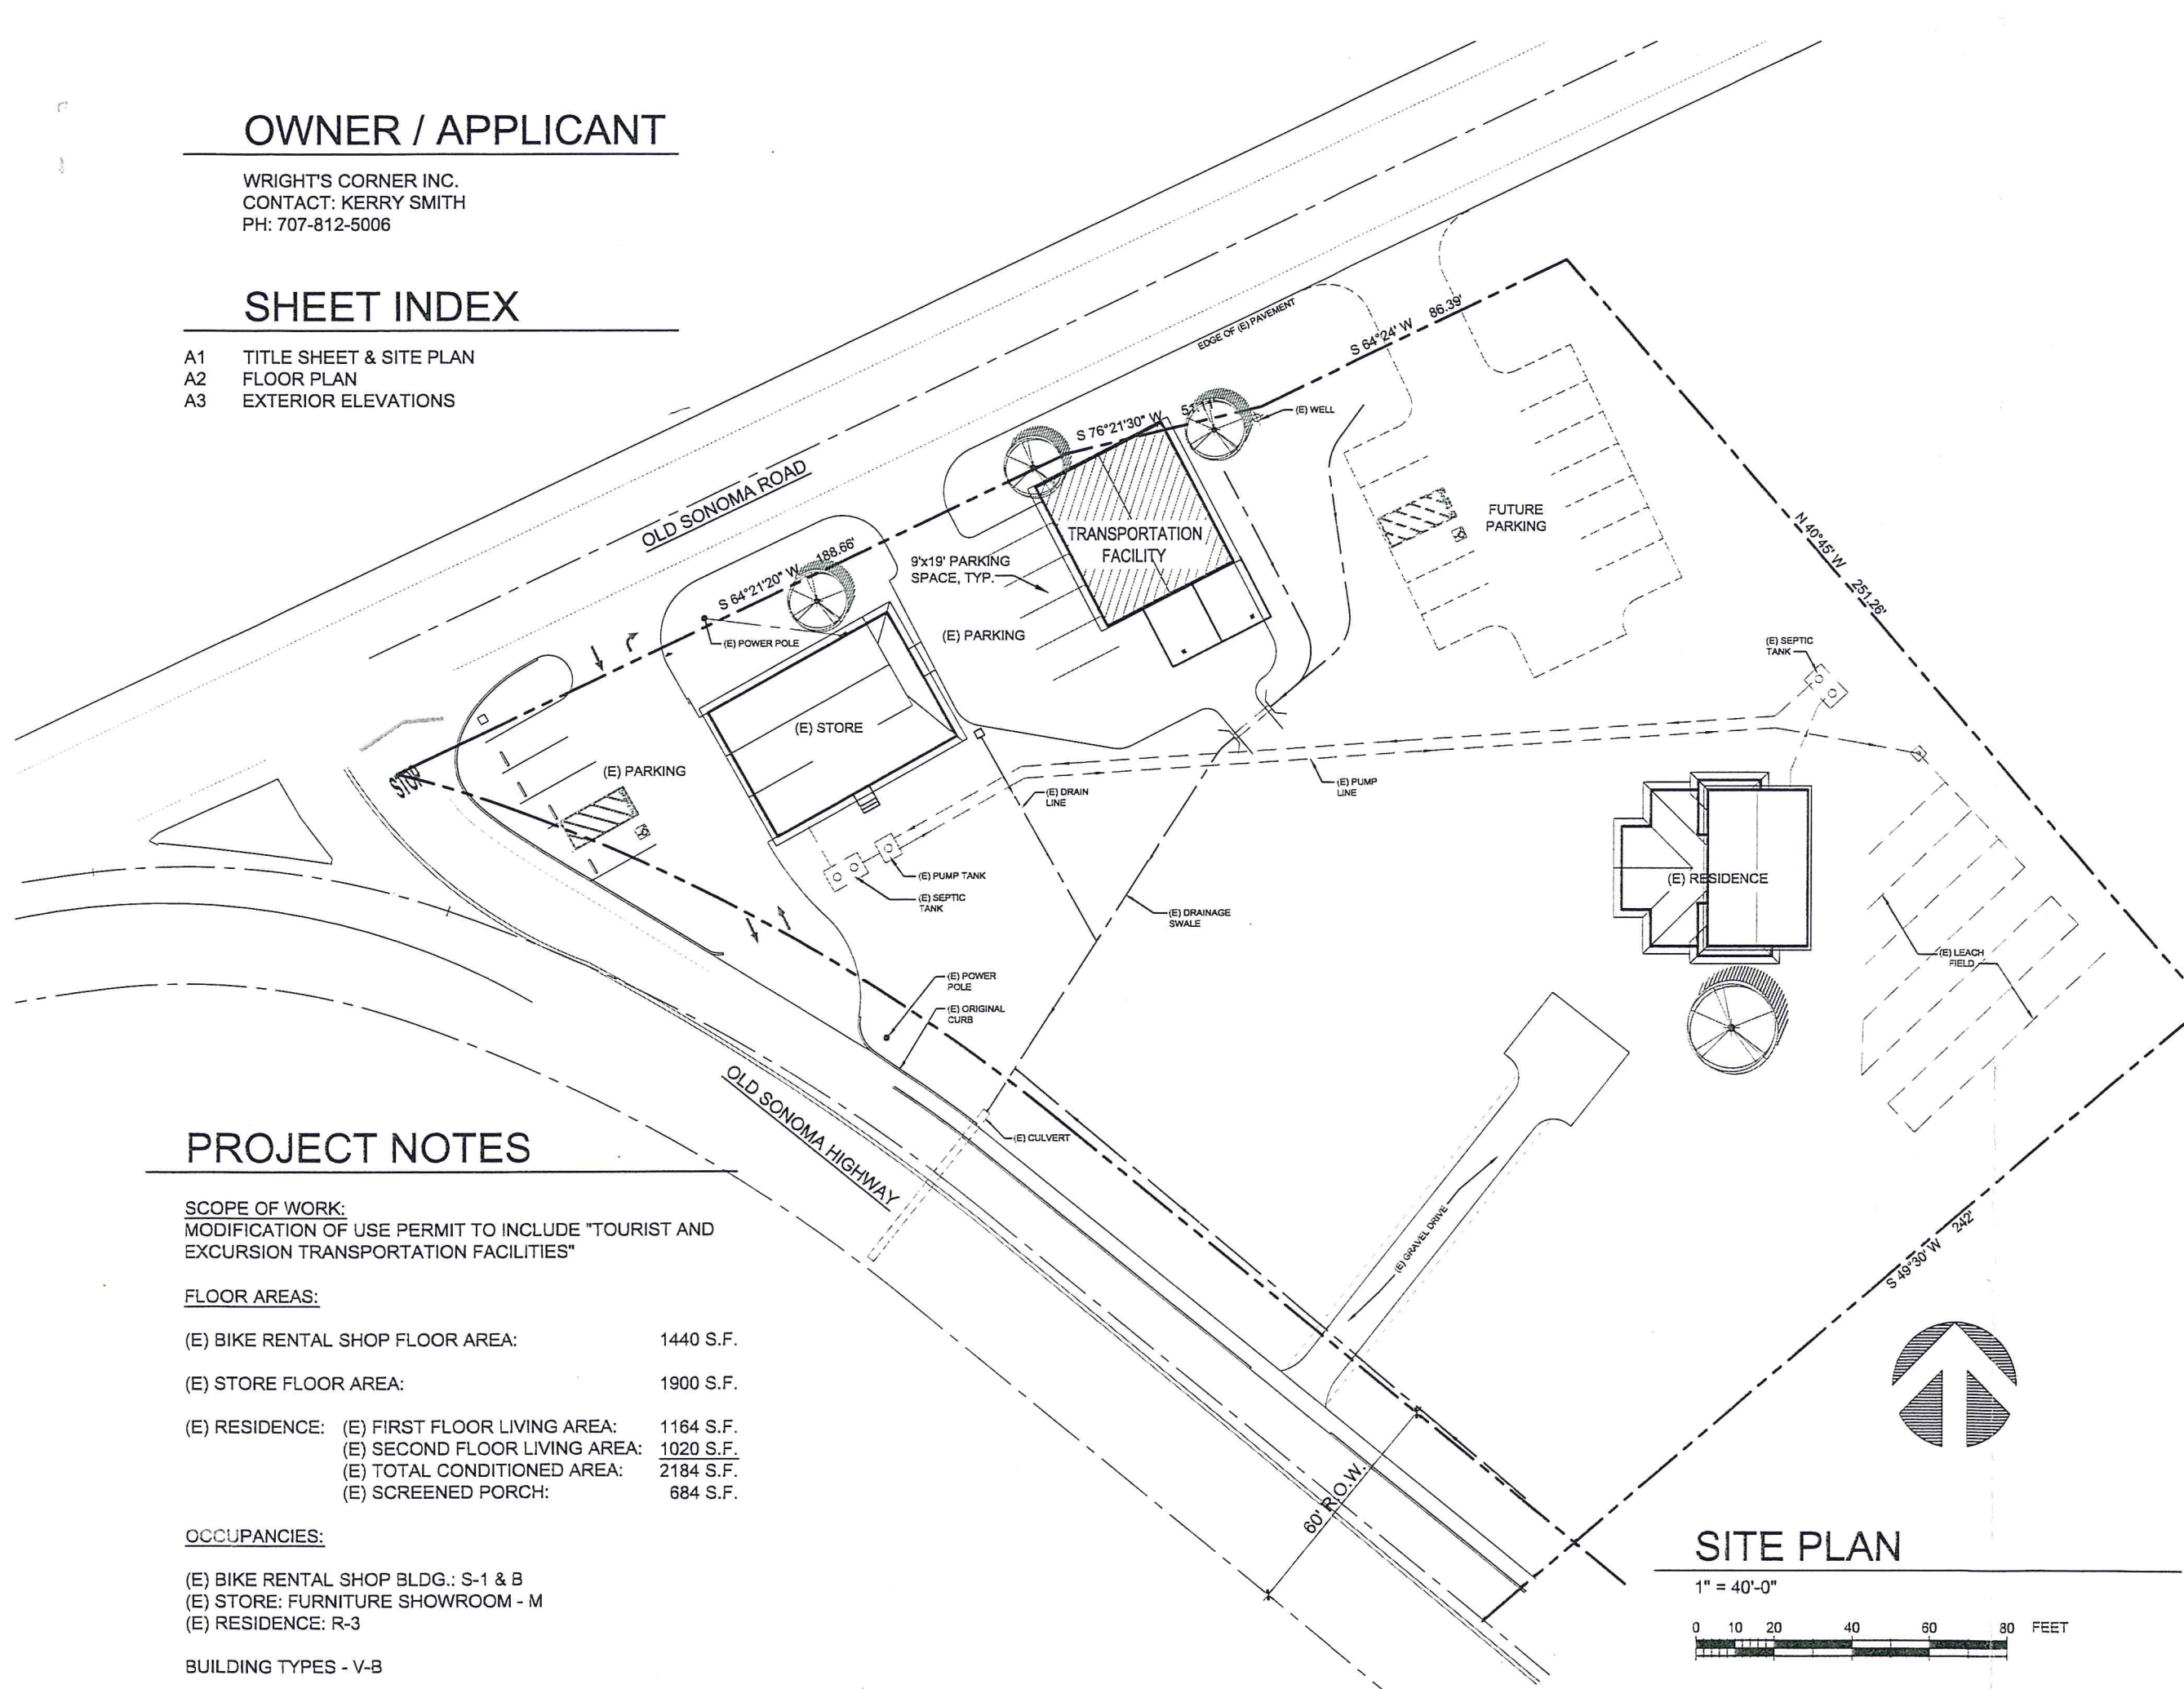 OWNER / APPLICANT
WRIGHT'S CORNER INC.
CONTACT: KERRY SMITH
PH: 707-812-5006
SHEET INDEX
A1 TITLE SHEET & SITE PLAN
A2 FLOOR PLAN
A3 EXTERIOR ELEVATIONS
EDGE OF (E) PAVEMENT
S 64°24' W 86.39'
(E) WELL
S 76°21'30" W 51.11'
OLD SONOMA ROAD
TRANSPORTATION
FACILITY
FUTURE
PARKING
N 40°45' W 251.26'
9'x19' PARKING
SPACE, TYP.
S 64°21'20" W 188.66'
(E) POWER POLE
(E) PARKING
(E) SEPTIC
TANK
(E) STORE
STOP
(E) PARKING
(E) DRAIN
LINE
(E) PUMP
LINE
(E) PUMP TANK
(E) SEPTIC
TANK
(E) RESIDENCE
(E) DRAINAGE
SWALE
(E) LEACH
FIELD
(E) POWER
POLE
(E) ORIGINAL
CURB
OLD SONOMA HIGHWAY
(E) CULVERT
(E) GRAVEL DRIVE
S 49°30' W 242'
60' R.O.W.
PROJECT NOTES
SCOPE OF WORK:
MODIFICATION OF USE PERMIT TO INCLUDE "TOURIST AND
EXCURSION TRANSPORTATION FACILITIES"
FLOOR AREAS:
(E) BIKE RENTAL SHOP FLOOR AREA: 1440 S.F.
(E) STORE FLOOR AREA: 1900 S.F.
(E) RESIDENCE: (E) FIRST FLOOR LIVING AREA: 1164 S.F.
(E) SECOND FLOOR LIVING AREA: 1020 S.F.
(E) TOTAL CONDITIONED AREA: 2184 S.F.
(E) SCREENED PORCH: 684 S.F.
OCCUPANCIES:
(E) BIKE RENTAL SHOP BLDG.: S-1 & B
(E) STORE: FURNITURE SHOWROOM - M
(E) RESIDENCE: R-3
BUILDING TYPES - V-B
SITE PLAN
1" = 40'-0"
0 10 20 40 60 80 FEET